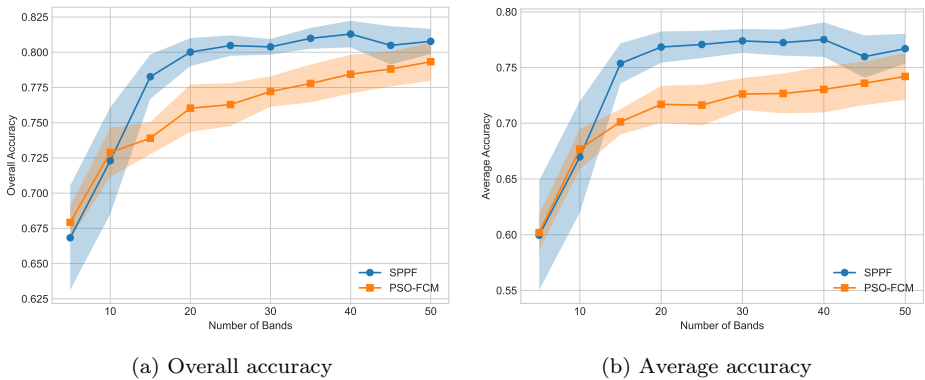 0.825
0.800
0.775
0.750
0.725
0.700
0.675
0.650
0.625
Overall Accuracy
10
20
30
40
50
Number of Bands
SPPF
PSO-FCM
(a) Overall accuracy
0.80
0.75
0.70
0.65
0.60
0.55
Average Accuracy
10
20
30
40
50
Number of Bands
SPPF
PSO-FCM
(b) Average accuracy